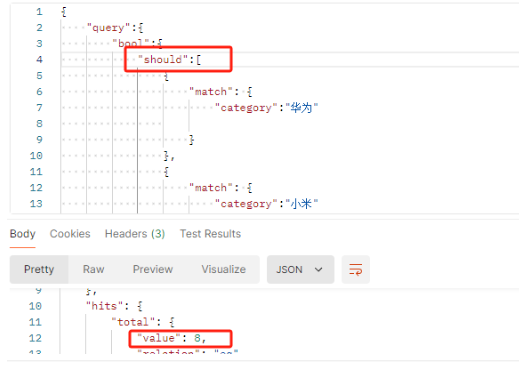 1 {
2 "query":{
3 "bool":{
4 "should":[
5 {
6 "match": {
7 "category":"华为"
8
9 }
10 },
11 {
12 "match": {
13 "category":"小米"
Body Cookies Headers (3) Test Results
Pretty Raw Preview Visualize JSON
9 },
10 "hits": {
11 "total": {
12 "value": 8,
13 "relation": "eq"